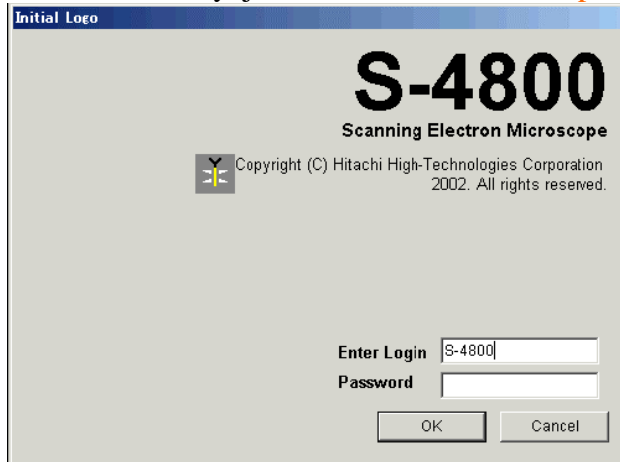 Initial Logo
S-4800
Scanning Electron Microscope
Copyright (C) Hitachi High-Technologies Corporation
2002. All rights reserved.
Enter Login S-4800
Password
OK Cancel